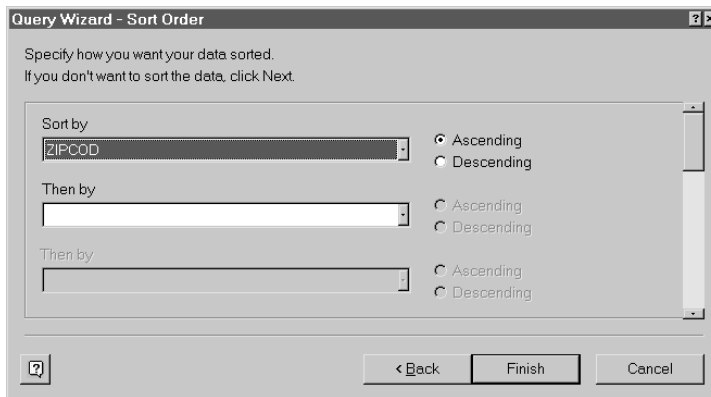 Query Wizard - Sort Order
Specify how you want your data sorted.
If you don't want to sort the data, click Next.
Sort by
ZIPCOD
Ascending
Descending
Then by
Ascending
Descending
Then by
Ascending
Descending
< Back
Finish
Cancel